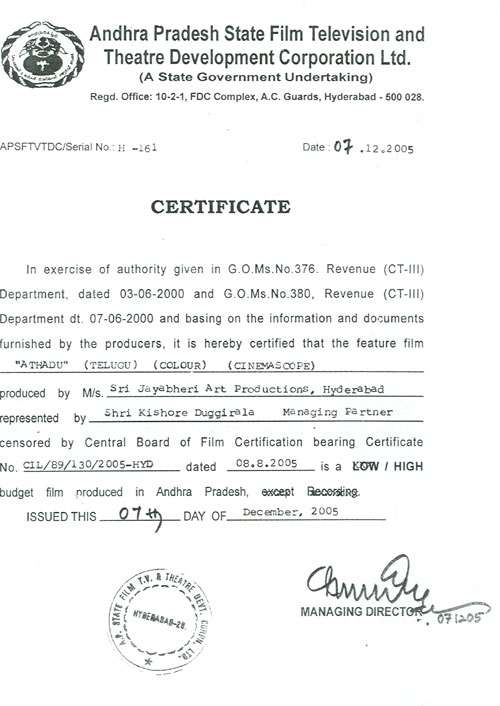 Andhra Pradesh State Film Television and
Theatre Development Corporation Ltd.
(A State Government Undertaking)
Regd. Office: 10-2-1, FDC Complex, A.C. Guards, Hyderabad - 500 028.
APSFTVTDC/Serial No.: H -161 Date : 07 .12.2005
CERTIFICATE
In exercise of authority given in G.O.Ms.No.376. Revenue (CT-III)
Department, dated 03-06-2000 and G.O.Ms.No.380, Revenue (CT-III)
Department dt. 07-06-2000 and basing on the information and documents
furnished by the producers, it is hereby certified that the feature film
"ATHADU" (TELUGU) (COLOUR) (CINEMASCOPE)
produced by M/s. Sri Jayabheri Art Productions, Hyderabad
represented by Shri Kishore Duggirala Managing Partner
censored by Central Board of Film Certification bearing Certificate
No. CIL/89/130/2005-HYD dated 08.8.2005 is a LOW / HIGH
budget film produced in Andhra Pradesh, except Recording.
ISSUED THIS 07th DAY OF December, 2005
A.P. STATE FILM T.V. & THEATRE DEVT. CORPN. LTD.
HYDERABAD-28.
MANAGING DIRECTOR
071205